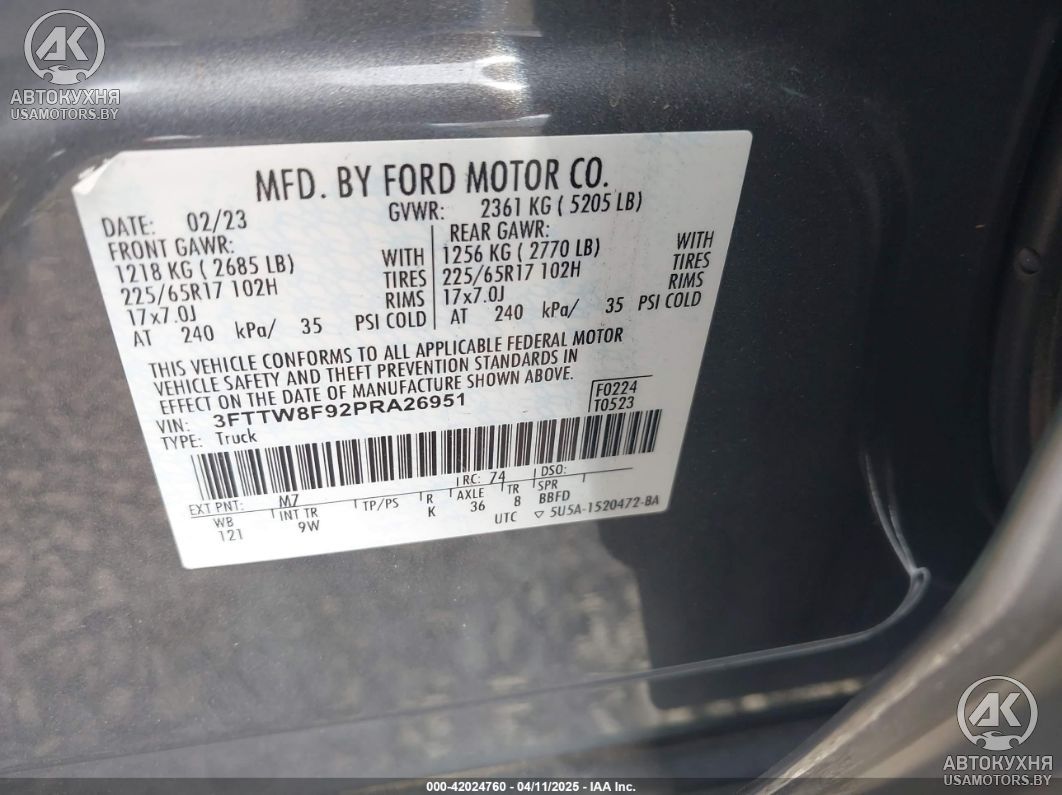 AK
АВТОКУХНЯ
USAMOTORS.BY
MFD. BY FORD MOTOR CO.
DATE: 02/23 GVWR: 2361 KG ( 5205 LB)
FRONT GAWR: REAR GAWR:
1218 KG ( 2685 LB) WITH 1256 KG ( 2770 LB) WITH
225/65R17 102H TIRES 225/65R17 102H TIRES
17x7.0J RIMS 17x7.0J RIMS
AT 240 kPa/ 35 PSI COLD AT 240 kPa/ 35 PSI COLD
THIS VEHICLE CONFORMS TO ALL APPLICABLE FEDERAL MOTOR
VEHICLE SAFETY AND THEFT PREVENTION STANDARDS IN
EFFECT ON THE DATE OF MANUFACTURE SHOWN ABOVE.
VIN: 3FTTW8F92PRA26951 F0224
TYPE: Truck T0523
EXT PNT: M7 RC: 74 DSO:
WB INT TR TP/PS R AXLE TR SPR
121 9W K 36 8 BBFD
UTC ▽ 5U5A-1520472-BA
AK
АВТОКУХНЯ
USAMOTORS.BY
000-42024760 - 04/11/2025 - IAA Inc.